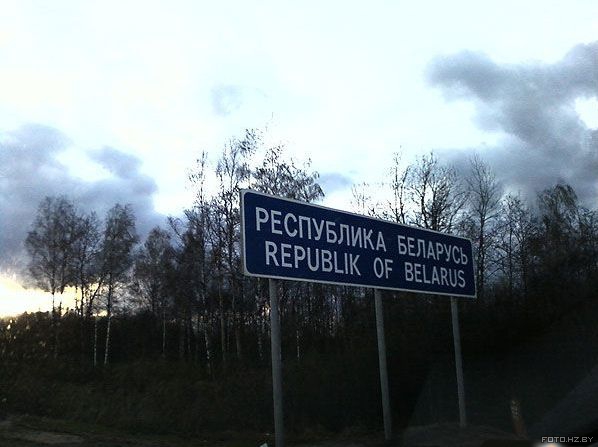 РЕСПУБЛИКА БЕЛАРУСЬ
REPUBLIK OF BELARUS
FOTO.HZ.BY